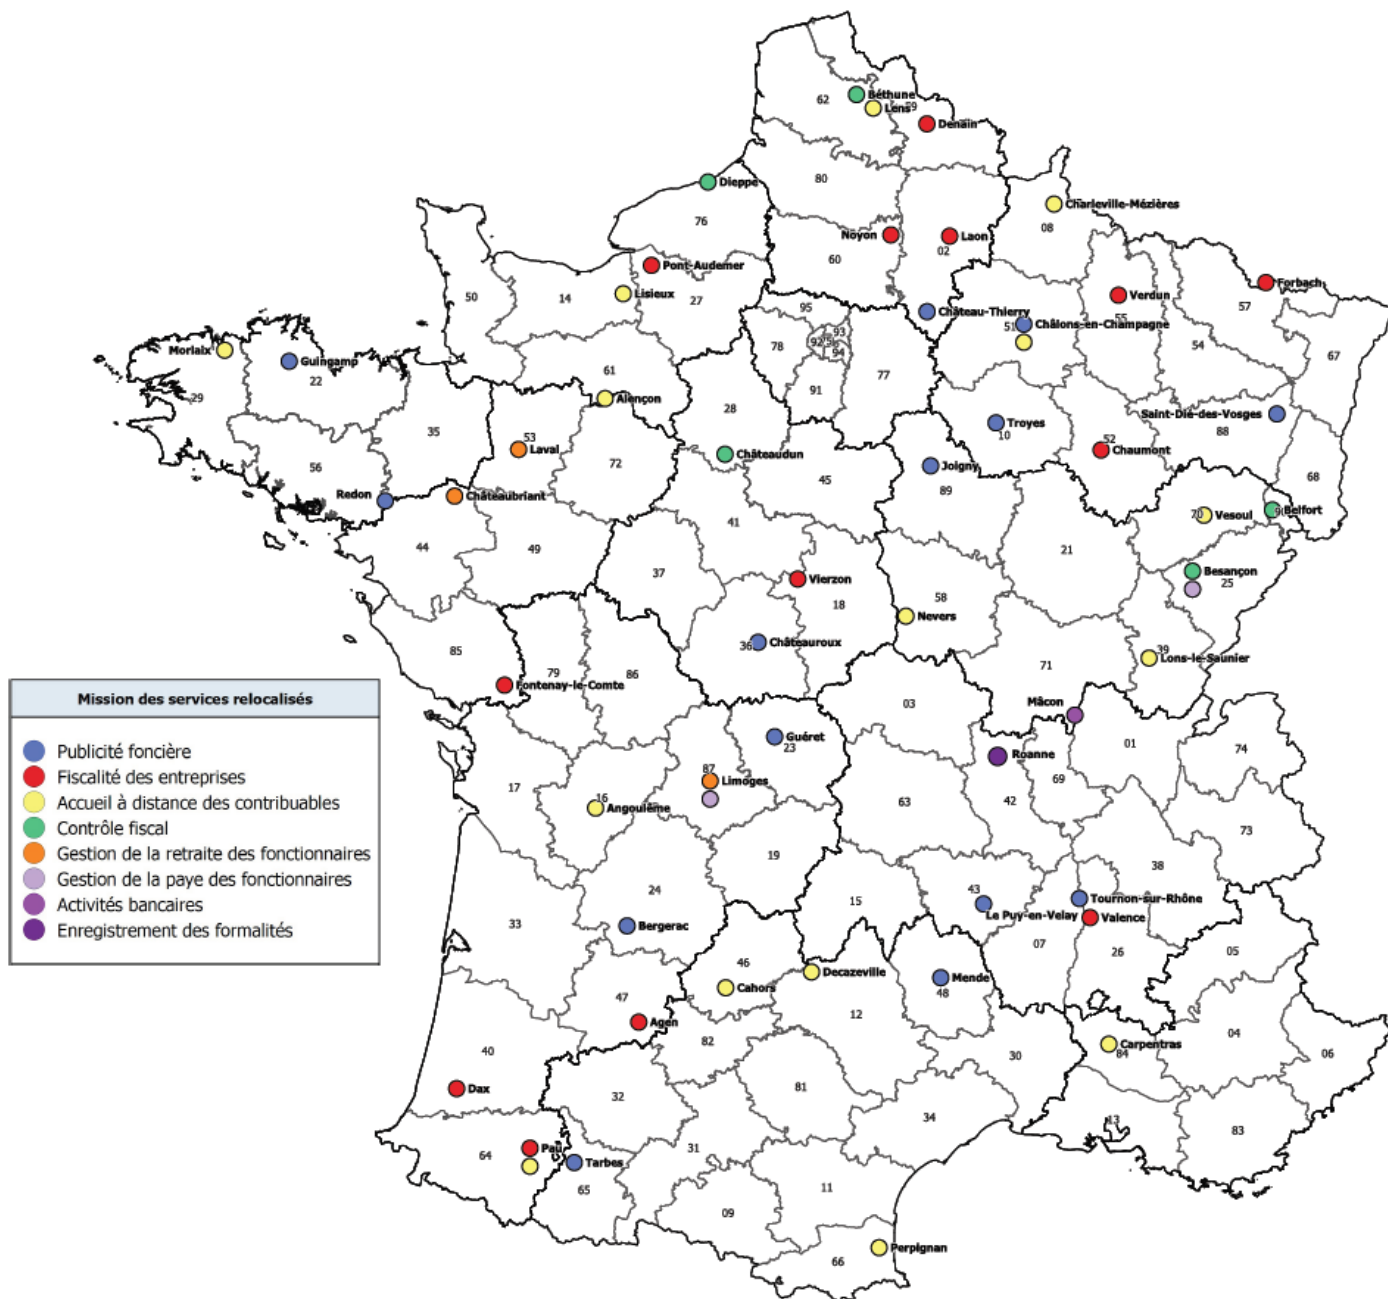 62
Béthune
Lens
59
Denain
80
Dieppe
76
Charleville-Mézières
08
Noyon
60
Laon
02
Pont-Audemer
Lisieux
27
50
14
Verdun
55
Forbach
57
95
Château-Thierry
51
Châlons-en-Champagne
93
92
94
78
91
77
54
67
Morlaix
29
Guingamp
22
61
Alençon
28
Troyes
10
Saint-Dié-des-Vosges
88
35
53
Laval
52
Chaumont
56
72
Châteaudun
45
Joigny
89
68
Redon
Châteaubriant
70
Vesoul
90
Belfort
44
49
41
21
37
Vierzon
18
58
Nevers
Besançon
25
36
Châteauroux
85
79
86
71
39
Lons-le-Saunier
Fontenay-le-Comte
03
Mâcon
01
74
Guéret
23
Roanne
69
42
17
16
Angoulême
87
Limoges
63
73
19
38
24
15
43
Le Puy-en-Velay
Tournon-sur-Rhône
Valence
33
Bergerac
07
26
05
46
Cahors
Decazeville
Mende
48
47
Agen
12
82
30
Carpentras
84
04
06
40
Dax
32
81
34
13
83
64
Pau
Tarbes
65
31
11
09
66
Perpignan
Mission des services relocalisés
Publicité foncière
Fiscalité des entreprises
Accueil à distance des contribuables
Contrôle fiscal
Gestion de la retraite des fonctionnaires
Gestion de la paye des fonctionnaires
Activités bancaires
Enregistrement des formalités